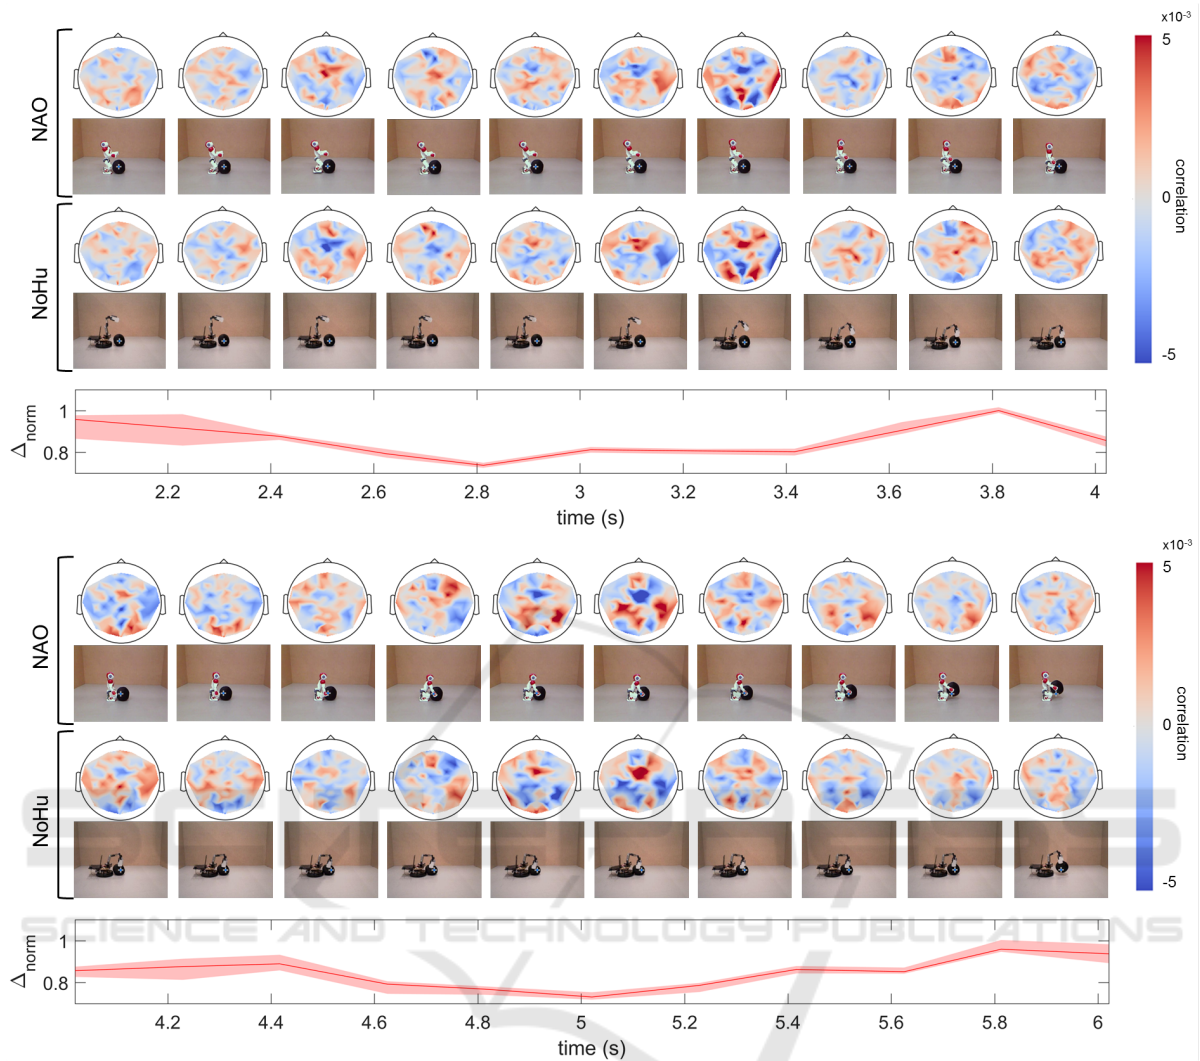 x10⁻³
5
NAO
correlation
0
NoHu
-5
1
0.8
Δnorm
2.2 2.4 2.6 2.8 3 3.2 3.4 3.6 3.8 4
time (s)
x10⁻³
5
NAO
correlation
0
NoHu
SCITEPRESS
-5
SCIENCE AND TECHNOLOGY PUBLICATIONS
1
0.8
Δnorm
4.2 4.4 4.6 4.8 5 5.2 5.4 5.6 5.8 6
time (s)